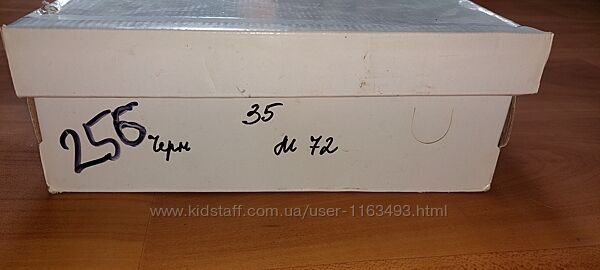 35
256 Черн
М 72
www.kidstaff.com.ua/user-1163493.html